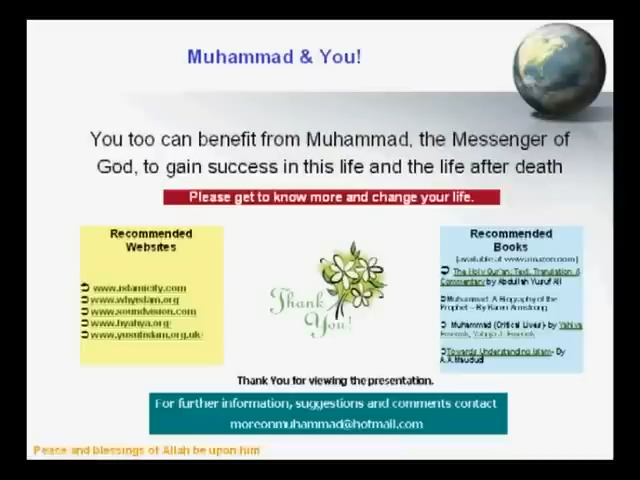 Muhammad & You!
You too can benefit from Muhammad, the Messenger of
God, to gain success in this life and the life after death
Please get to know more and change your life.
Recommended
Websites
www.islamicity.com
www.whyislam.org
www.soundvision.com
www.hyahya.org
www.yusufislam.org.uk
Thank
You!
Recommended
Books
(available at www.amazon.com)
The Holy Qur'an; Text, Translation &
Commentary by Abdullah Yusuf Ali
Muhammad: A Biography of the
Prophet – By Karen Armstrong
Muhammad (Critical Lives)- by Yahiya
Towards Understanding Islam- By
A.A Maududi
Thank You for viewing the presentation.
For further information, suggestions and comments contact
moreonmuhammad@hotmail.com
Peace and blessings of Allah be upon him